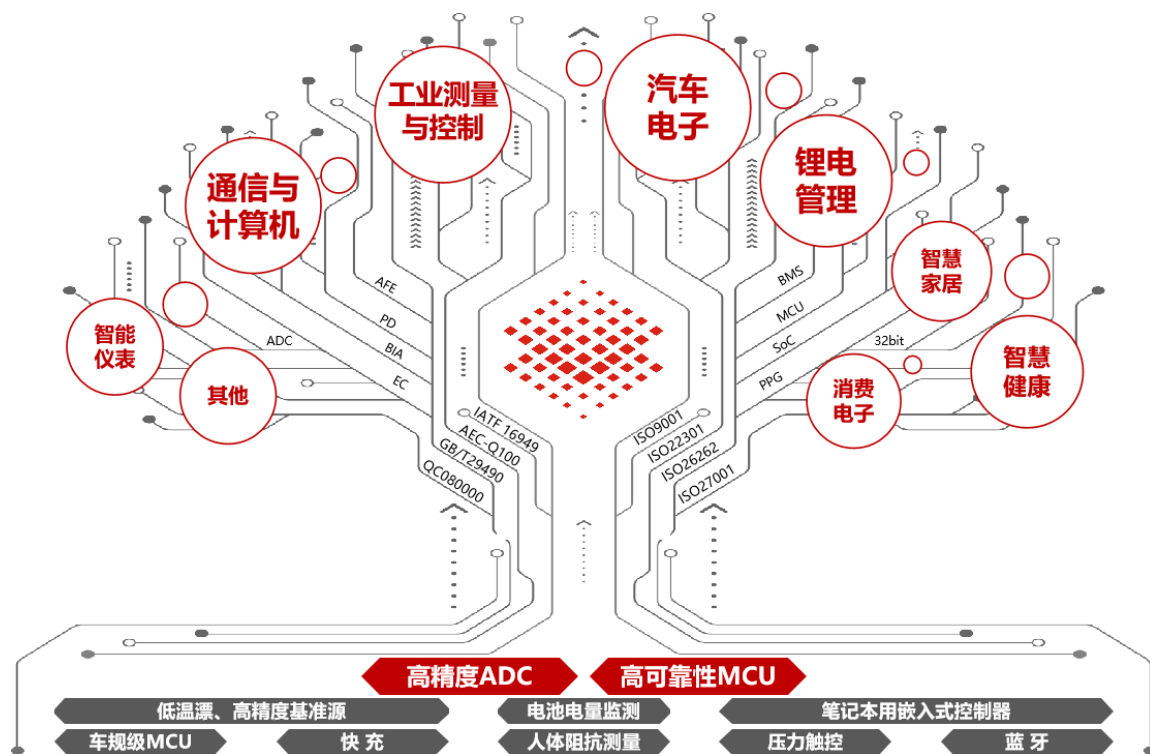 工业测量
与控制
汽车
电子
通信与
计算机
锂电
管理
智慧
家居
智能
仪表
其他
消费
电子
智慧
健康
AFE
PD
ADC
BIA
EC
BMS
MCU
SoC
32bit
PPG
IATF 16949
AEC-Q100
GB/T29490
QC080000
ISO9001
ISO22301
ISO26262
ISO27001
高精度ADC
高可靠性MCU
低温漂、高精度基准源
电池电量监测
笔记本用嵌入式控制器
车规级MCU
快 充
人体阻抗测量
压力触控
蓝 牙